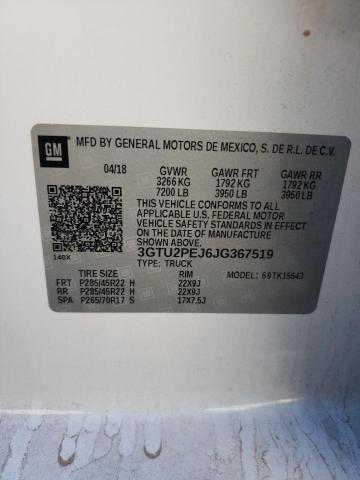 GM
MFD BY GENERAL MOTORS DE MEXICO, S. DE R.L. DE C.V.
04/18 GVWR GAWR FRT GAWR RR
3266 KG 1792 KG 1792 KG
7200 LB 3950 LB 3950 LB
THIS VEHICLE CONFORMS TO ALL
APPLICABLE U.S. FEDERAL MOTOR
VEHICLE SAFETY STANDARDS IN
EFFECT ON THE DATE OF
MANUFACTURE SHOWN ABOVE.
3GTU2PEJ6JG367519
140X TYPE: TRUCK
TIRE SIZE RIM MODEL: 69TK15543
FRT P285/45R22 H 22X9J
RR P285/45R22 H 22X9J
SPA P265/70R17 S 17X7.5J